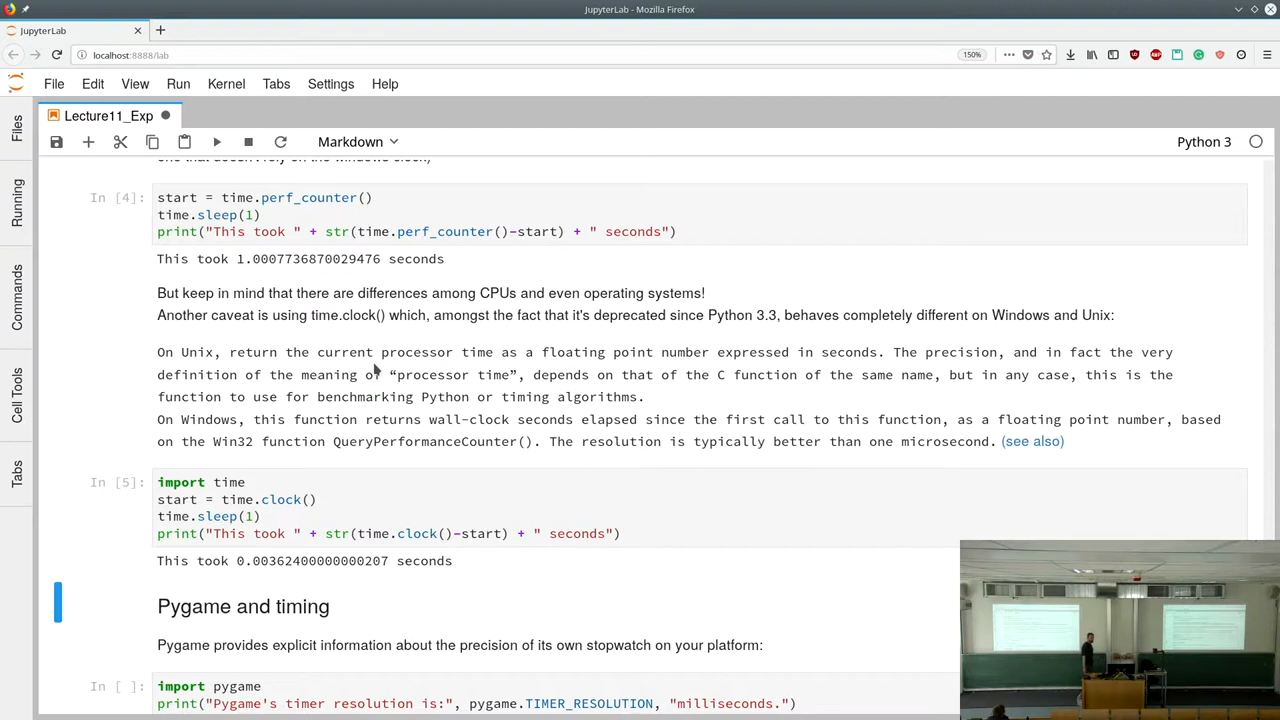 JupyterLab - Mozilla Firefox
JupyterLab
localhost:8888/lab
150%
File Edit View Run Kernel Tabs Settings Help
Lecture11_Exp
Markdown
Python 3
Files
Running
Commands
Cell Tools
Tabs
one that doesn't rely on the windows clock)
In [4]:
start = time.perf_counter()
time.sleep(1)
print("This took " + str(time.perf_counter()-start) + " seconds")
This took 1.0007736870029476 seconds
But keep in mind that there are differences among CPUs and even operating systems!
Another caveat is using time.clock() which, amongst the fact that it's deprecated since Python 3.3, behaves completely different on Windows and Unix:
On Unix, return the current processor time as a floating point number expressed in seconds. The precision, and in fact the very
definition of the meaning of “processor time”, depends on that of the C function of the same name, but in any case, this is the
function to use for benchmarking Python or timing algorithms.
On Windows, this function returns wall-clock seconds elapsed since the first call to this function, as a floating point number, based
on the Win32 function QueryPerformanceCounter(). The resolution is typically better than one microsecond. (see also)
In [5]:
import time
start = time.clock()
time.sleep(1)
print("This took " + str(time.clock()-start) + " seconds")
This took 0.00362400000000207 seconds
Pygame and timing
Pygame provides explicit information about the precision of its own stopwatch on your platform:
In [ ]:
import pygame
print("Pygame's timer resolution is:", pygame.TIMER_RESOLUTION, "milliseconds.")